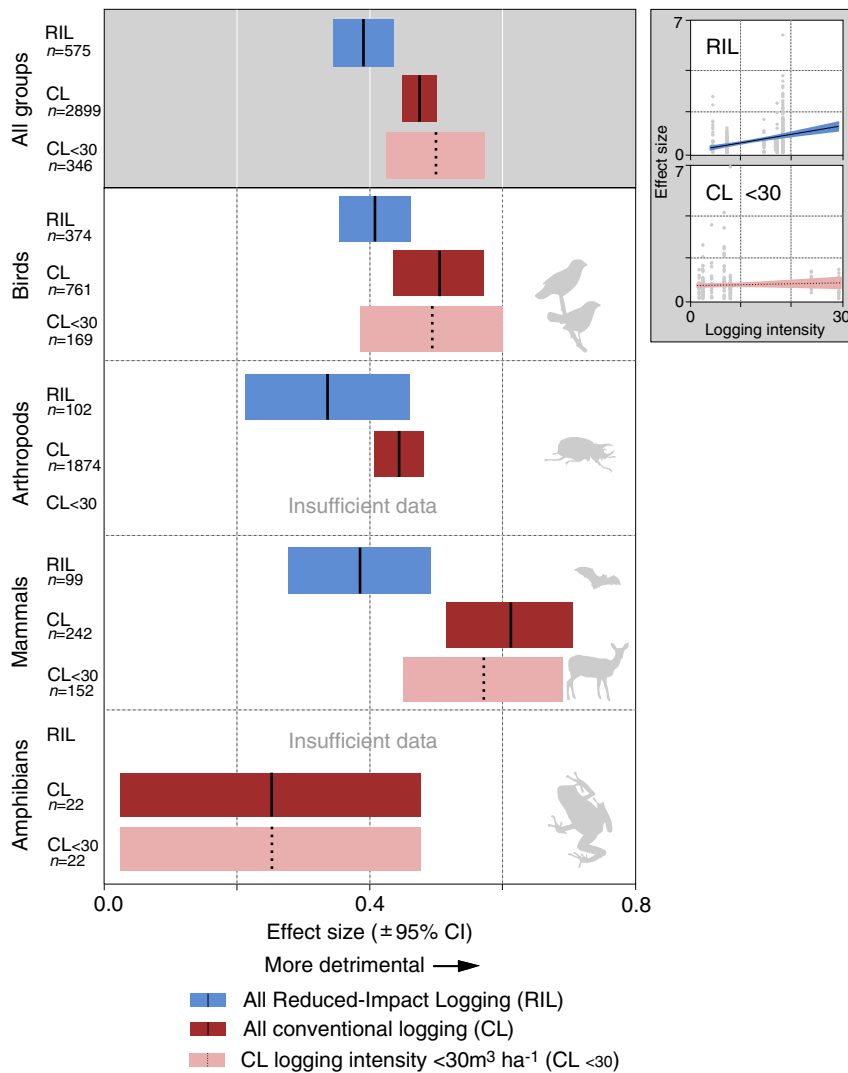 All groups
RIL
n=575
CL
n=2899
CL<30
n=346
Birds
RIL
n=374
CL
n=761
CL<30
n=169
Arthropods
RIL
n=102
CL
n=1874
CL<30
Insufficient data
Mammals
RIL
n=99
CL
n=242
CL<30
n=152
Amphibians
RIL
Insufficient data
CL
n=22
CL<30
n=22
0.0 0.4 0.8
Effect size (±95% CI)
More detrimental
All Reduced-Impact Logging (RIL)
All conventional logging (CL)
CL logging intensity <30m³ ha⁻¹ (CL <30)
7
RIL
Effect size
0
7
CL <30
0
0 30
Logging intensity